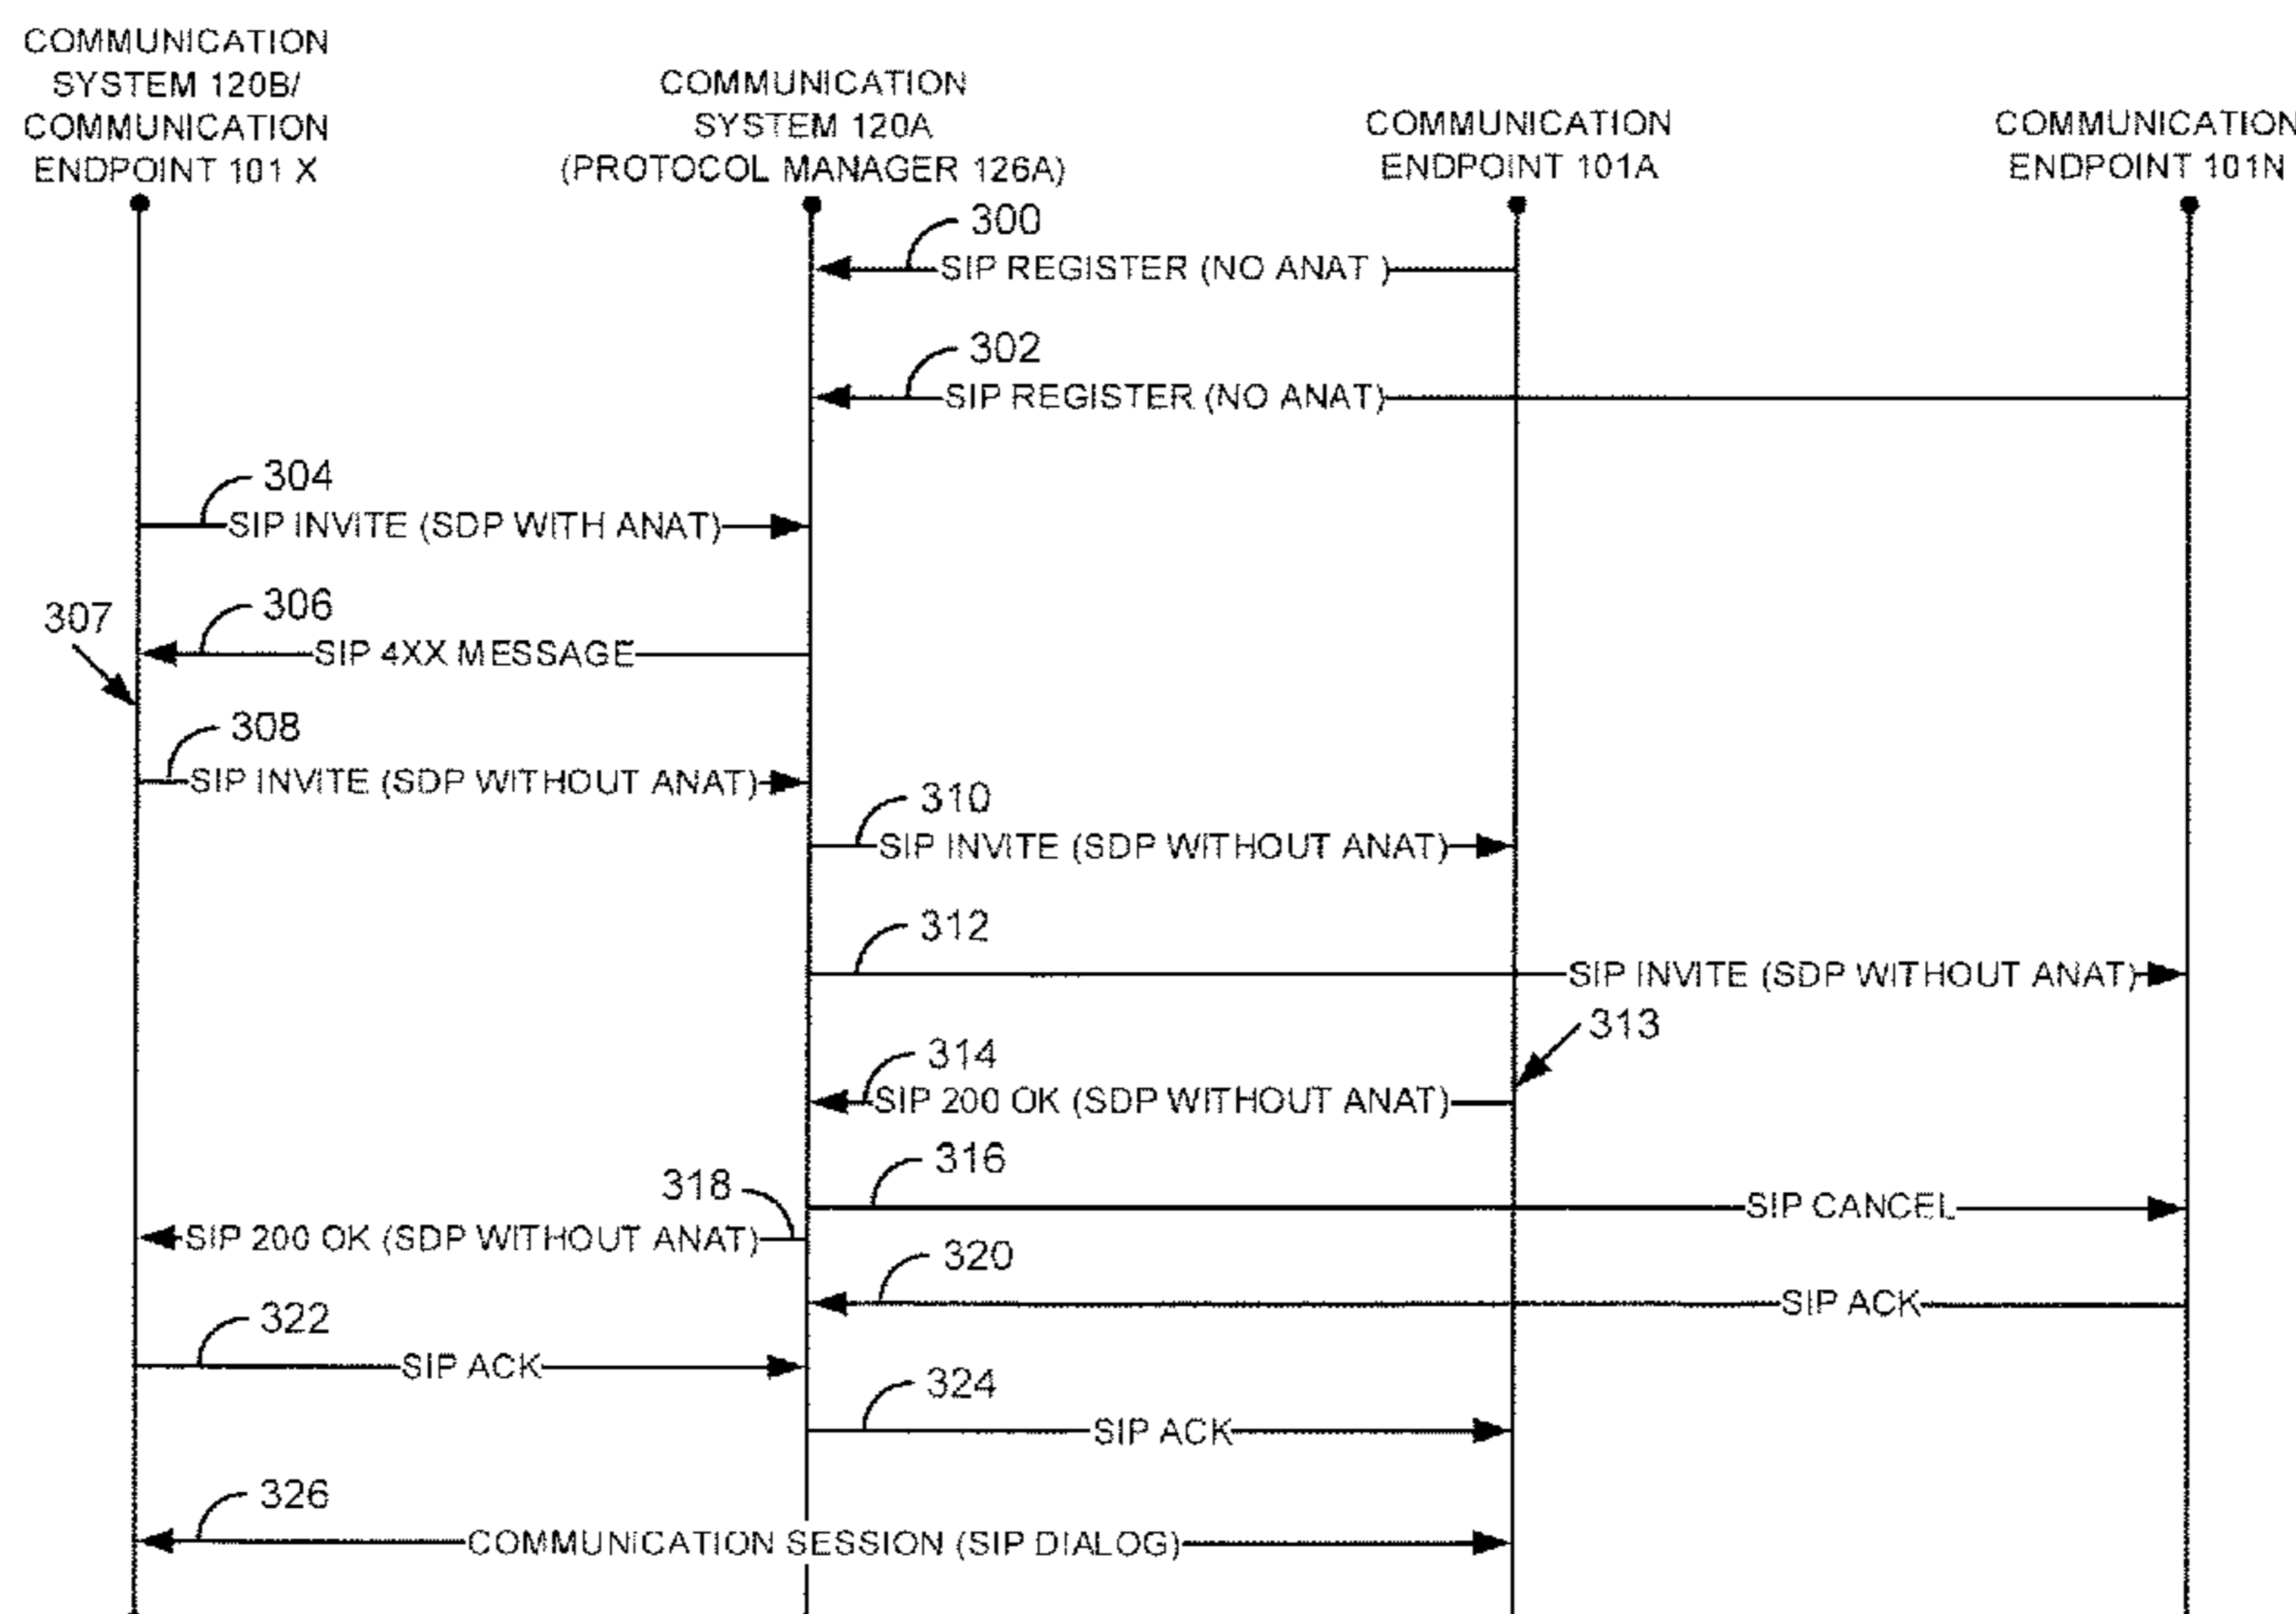 COMMUNICATION
SYSTEM 120B/
COMMUNICATION
ENDPOINT 101 X
COMMUNICATION
SYSTEM 120A
(PROTOCOL MANAGER 126A)
COMMUNICATION
ENDPOINT 101A
COMMUNICATION
ENDPOINT 101N
300
SIP REGISTER (NO ANAT )
302
SIP REGISTER (NO ANAT)
304
SIP INVITE (SDP WITH ANAT)
306
307
SIP 4XX MESSAGE
308
SIP INVITE (SDP WITHOUT ANAT)
310
SIP INVITE (SDP WITHOUT ANAT)
312
SIP INVITE (SDP WITHOUT ANAT)
313
314
SIP 200 OK (SDP WITHOUT ANAT)
316
318
SIP CANCEL
SIP 200 OK (SDP WITHOUT ANAT)
320
SIP ACK
322
SIP ACK
324
SIP ACK
326
COMMUNICATION SESSION (SIP DIALOG)